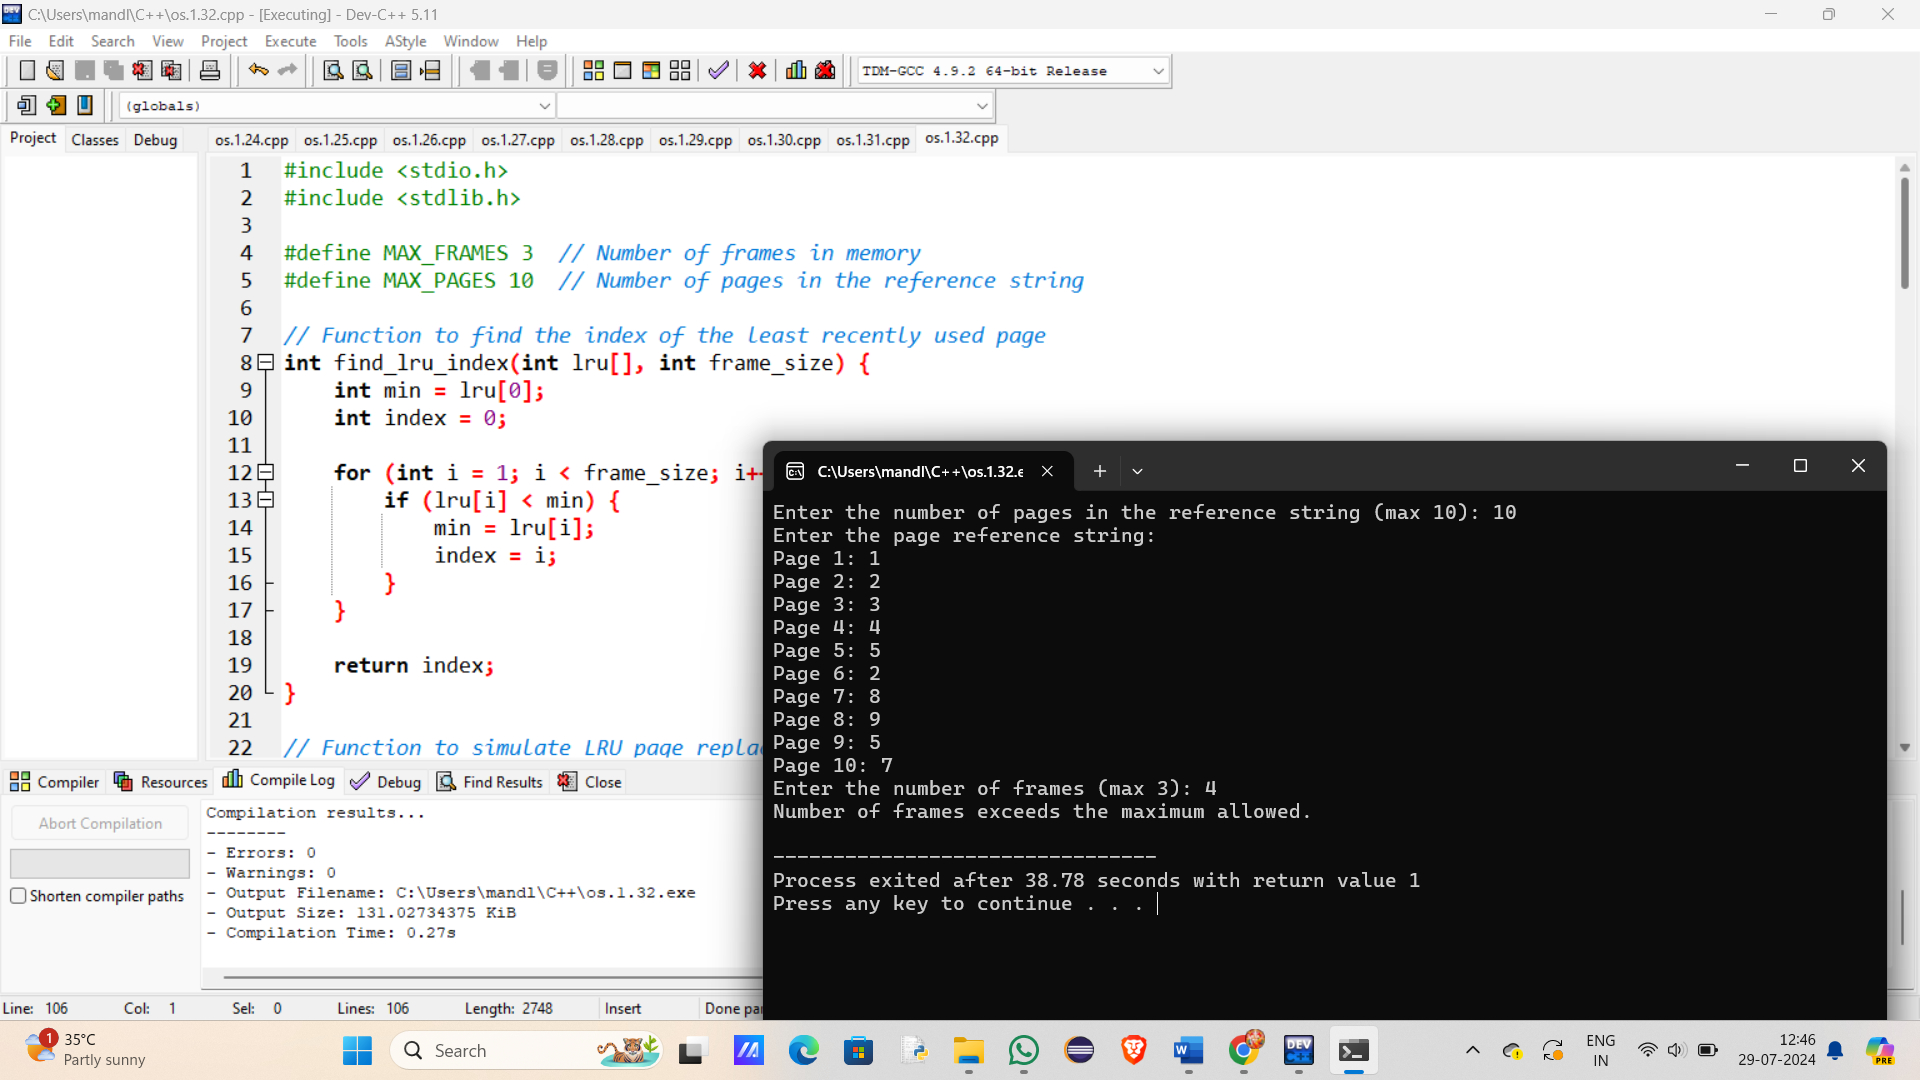 C:\Users\mandl\C++\os.1.32.cpp - [Executing] - Dev-C++ 5.11
File Edit Search View Project Execute Tools AStyle Window Help
TDM-GCC 4.9.2 64-bit Release
(globals)
Project Classes Debug os.1.24.cpp os.1.25.cpp os.1.26.cpp os.1.27.cpp os.1.28.cpp os.1.29.cpp os.1.30.cpp os.1.31.cpp os.1.32.cpp
1 #include <stdio.h>
2 #include <stdlib.h>
3
4 #define MAX_FRAMES 3 // Number of frames in memory
5 #define MAX_PAGES 10 // Number of pages in the reference string
6
7 // Function to find the index of the least recently used page
8 int find_lru_index(int lru[], int frame_size) {
9 int min = lru[0];
10 int index = 0;
11
12 for (int i = 1; i < frame_size; i+
13 if (lru[i] < min) {
14 min = lru[i];
15 index = i;
16 }
17 }
18
19 return index;
20 }
21
22 // Function to simulate LRU page repla
C:\Users\mandl\C++\os.1.32.e
Enter the number of pages in the reference string (max 10): 10
Enter the page reference string:
Page 1: 1
Page 2: 2
Page 3: 3
Page 4: 4
Page 5: 5
Page 6: 2
Page 7: 8
Page 8: 9
Page 9: 5
Page 10: 7
Enter the number of frames (max 3): 4
Number of frames exceeds the maximum allowed.
--------------------------------
Process exited after 38.78 seconds with return value 1
Press any key to continue . . .
Compiler Resources Compile Log Debug Find Results Close
Abort Compilation
Shorten compiler paths
Compilation results...
--------
- Errors: 0
- Warnings: 0
- Output Filename: C:\Users\mandl\C++\os.1.32.exe
- Output Size: 131.02734375 KiB
- Compilation Time: 0.27s
Line: 106 Col: 1 Sel: 0 Lines: 106 Length: 2748 Insert Done pa
1
35°C
Partly sunny
Search
DEV
C++
PRE
ENG
IN
12:46
29-07-2024